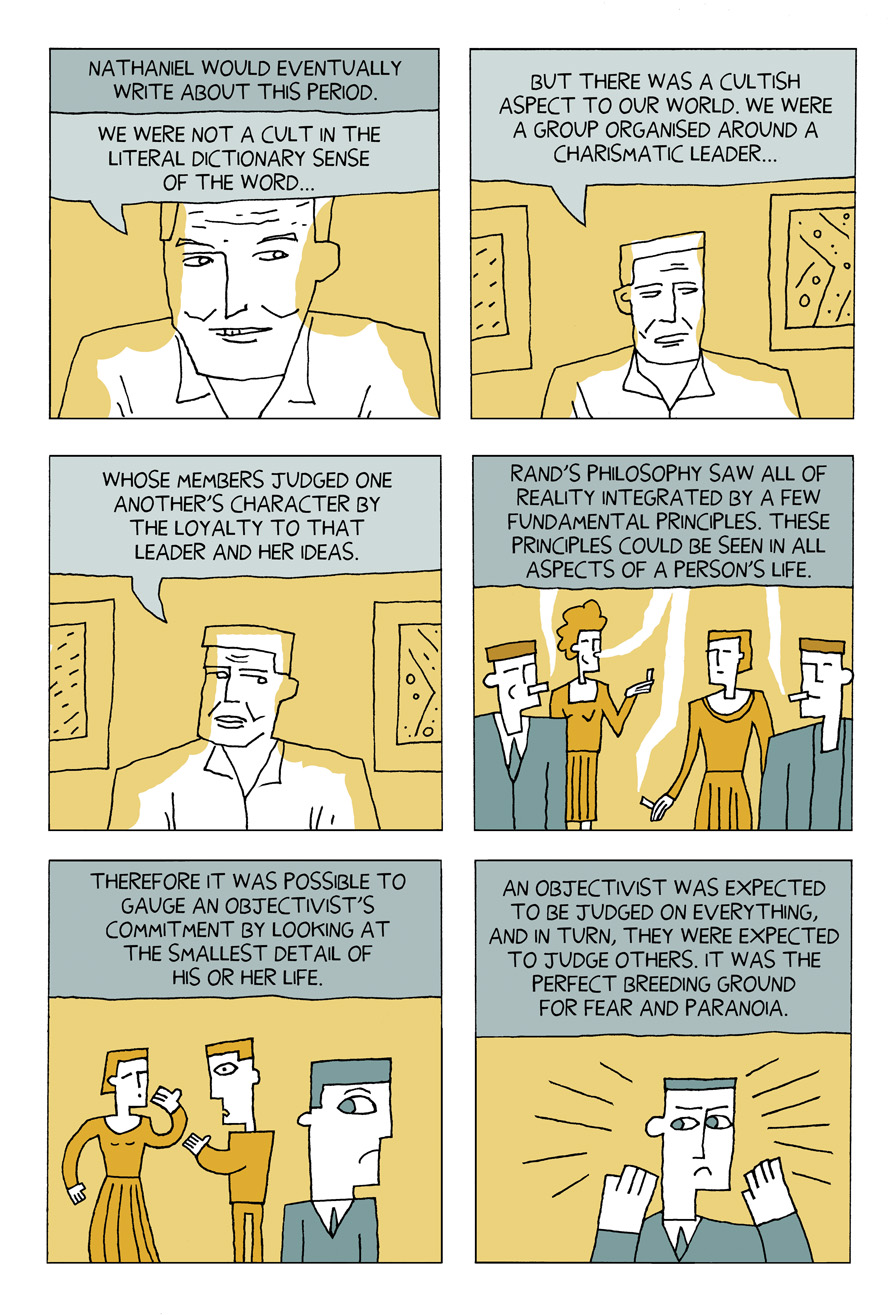 NATHANIEL WOULD EVENTUALLY
WRITE ABOUT THIS PERIOD.
WE WERE NOT A CULT IN THE
LITERAL DICTIONARY SENSE
OF THE WORD...
BUT THERE WAS A CULTISH
ASPECT TO OUR WORLD. WE WERE
A GROUP ORGANISED AROUND A
CHARISMATIC LEADER...
WHOSE MEMBERS JUDGED ONE
ANOTHER'S CHARACTER BY
THE LOYALTY TO THAT
LEADER AND HER IDEAS.
RAND'S PHILOSOPHY SAW ALL OF
REALITY INTEGRATED BY A FEW
FUNDAMENTAL PRINCIPLES. THESE
PRINCIPLES COULD BE SEEN IN ALL
ASPECTS OF A PERSON'S LIFE.
THEREFORE IT WAS POSSIBLE TO
GAUGE AN OBJECTIVIST'S
COMMITMENT BY LOOKING AT
THE SMALLEST DETAIL OF
HIS OR HER LIFE.
AN OBJECTIVIST WAS EXPECTED
TO BE JUDGED ON EVERYTHING,
AND IN TURN, THEY WERE EXPECTED
TO JUDGE OTHERS. IT WAS THE
PERFECT BREEDING GROUND
FOR FEAR AND PARANOIA.